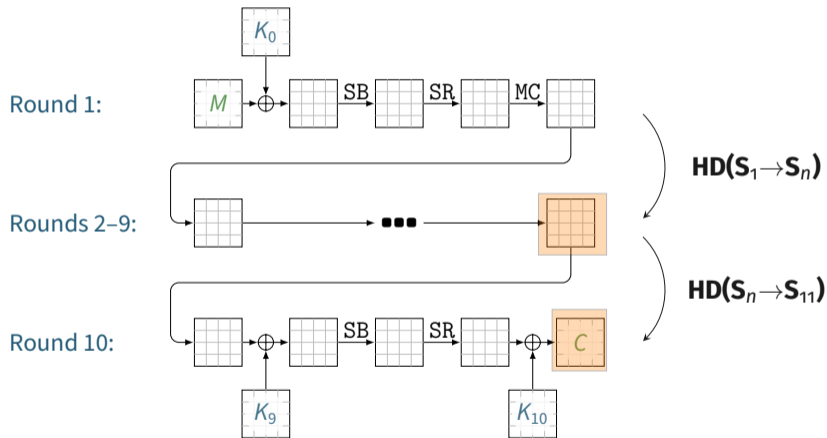 K₀
Round 1: M ⊕ SB SR MC
HD(S₁→Sₙ)
Rounds 2–9: ...
HD(Sₙ→S₁₁)
Round 10: ⊕ SB SR ⊕ C
K₉ K₁₀